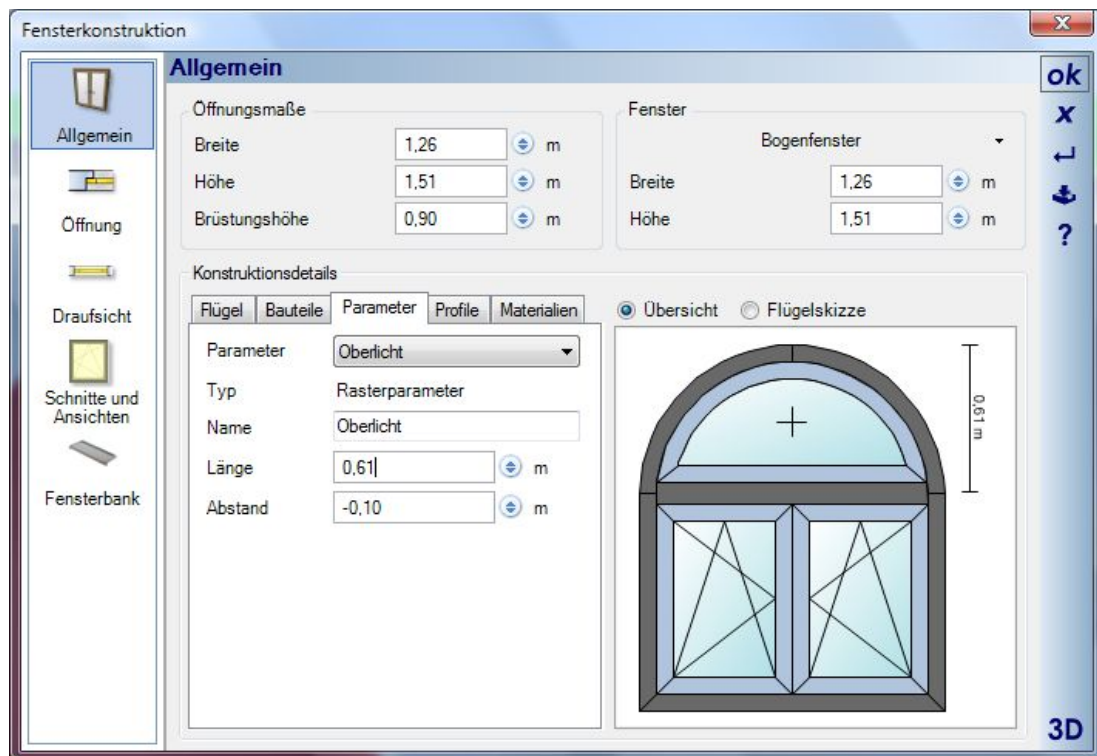 Fensterkonstruktion
x
Allgemein
Öffnung
Draufsicht
Schnitte und
Ansichten
Fensterbank
Allgemein
Öffnungsmaße
Breite 1,26 m
Höhe 1,51 m
Brüstungshöhe 0,90 m
Fenster
Bogenfenster
Breite 1,26 m
Höhe 1,51 m
Konstruktionsdetails
Flügel Bauteile Parameter Profile Materialien
Parameter Oberlicht
Typ Rasterparameter
Name Oberlicht
Länge 0,61 m
Abstand -0,10 m
Übersicht Flügelskizze
0,61 m
ok
x
?
3D